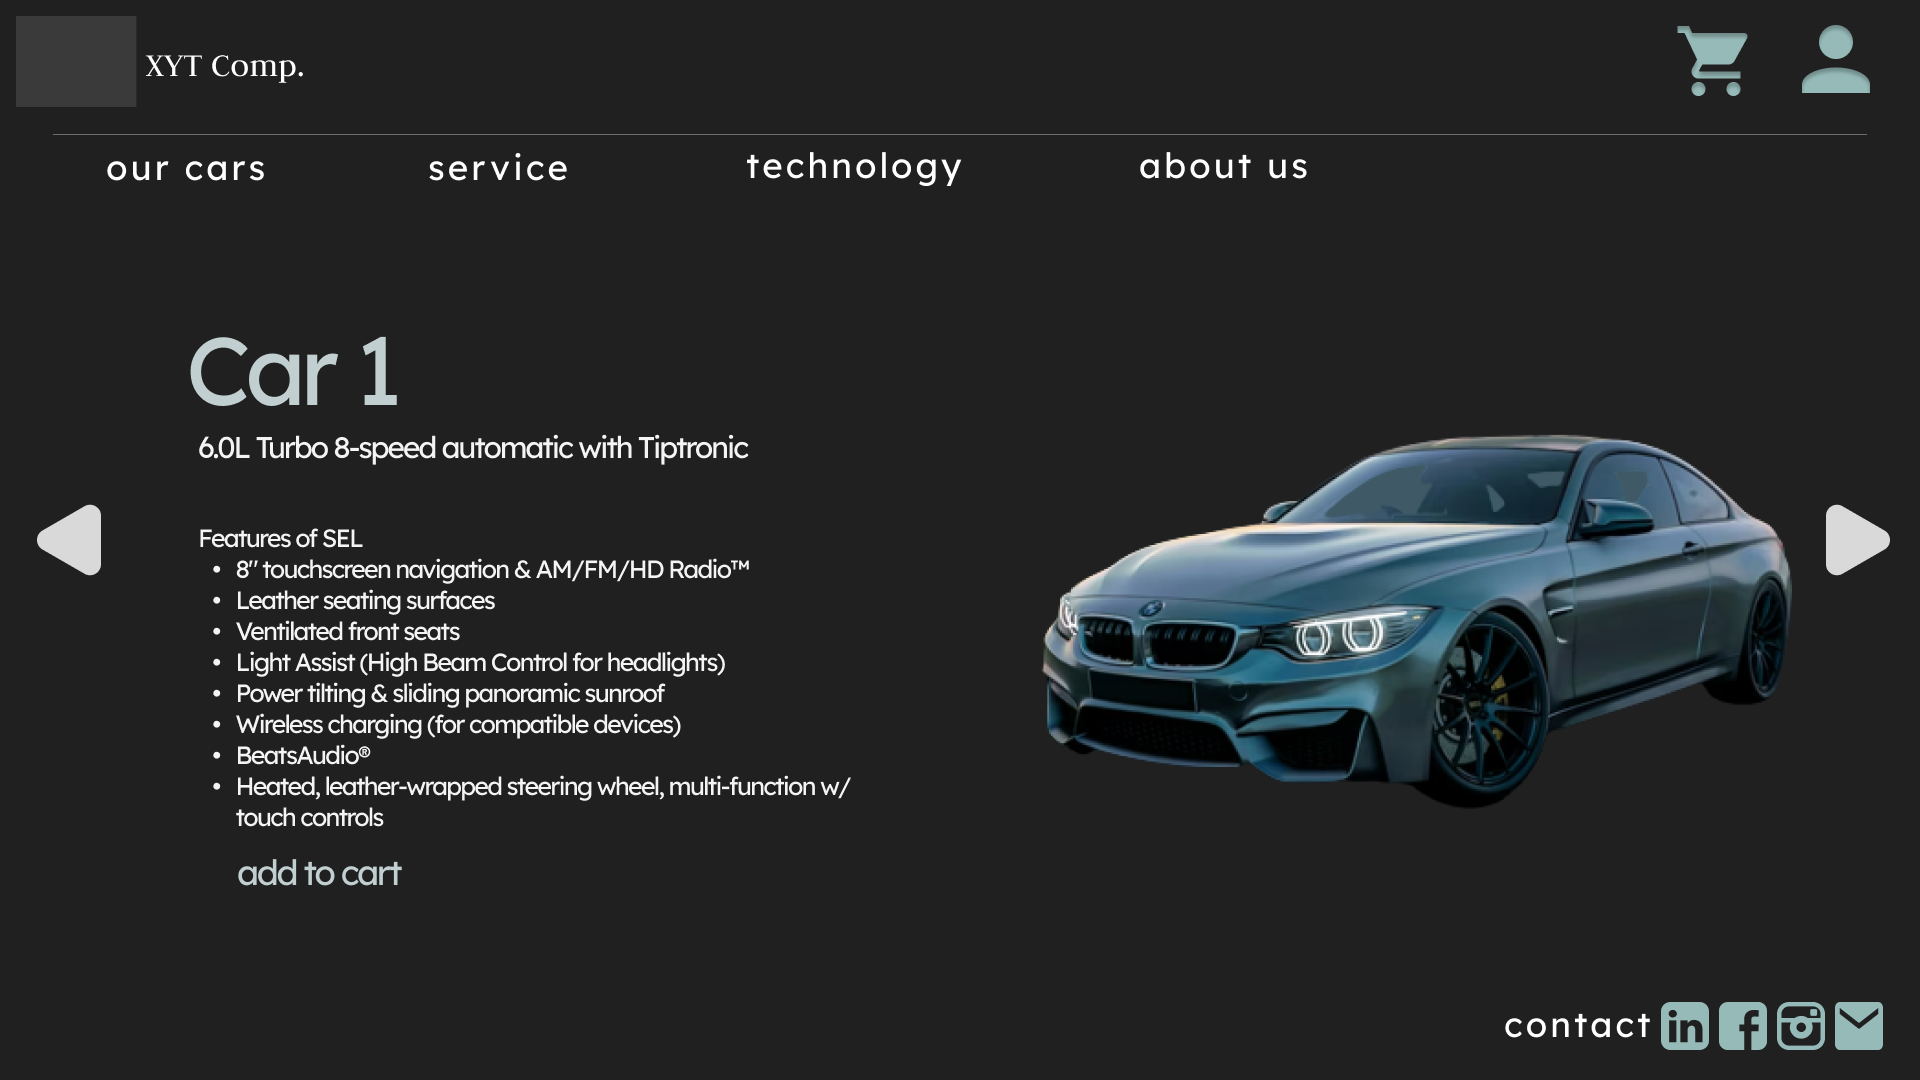 XYT Comp.
our cars
service
technology
about us
Car 1
6.0L Turbo 8-speed automatic with Tiptronic
Features of SEL
• 8" touchscreen navigation & AM/FM/HD Radio™
• Leather seating surfaces
• Ventilated front seats
• Light Assist (High Beam Control for headlights)
• Power tilting & sliding panoramic sunroof
• Wireless charging (for compatible devices)
• BeatsAudio®
• Heated, leather-wrapped steering wheel, multi-function w/
touch controls
add to cart
contact